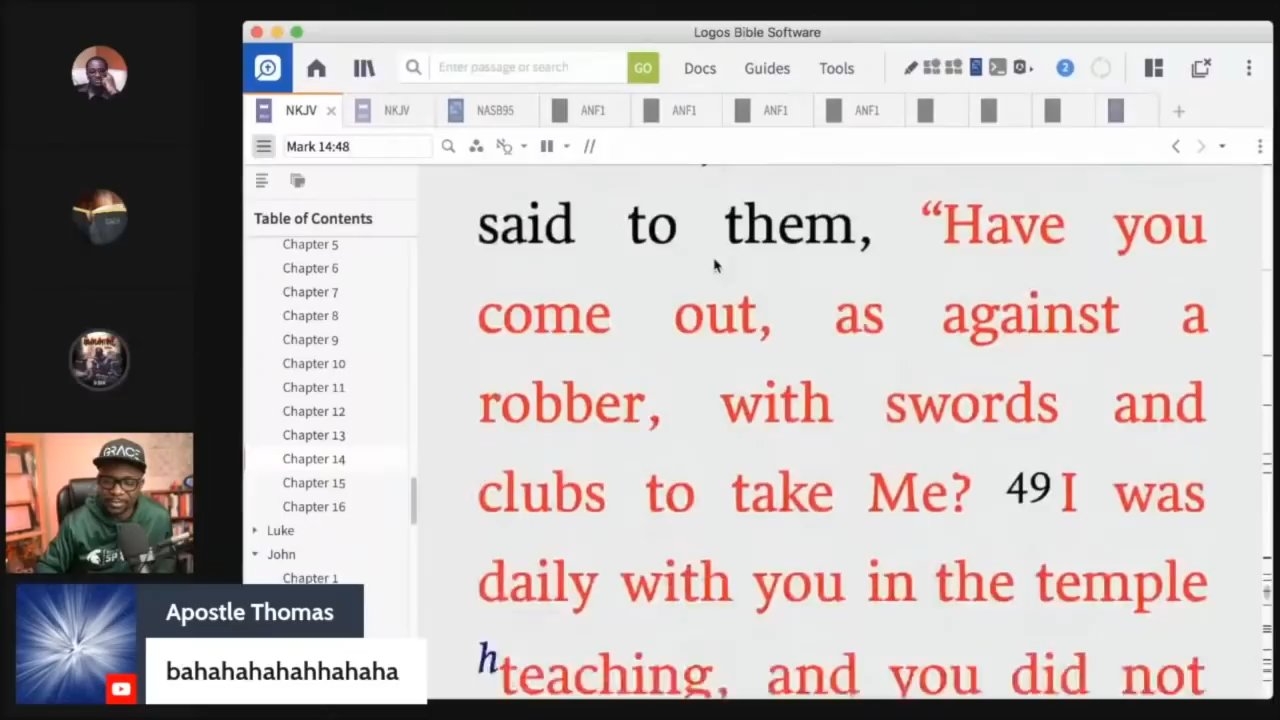 Logos Bible Software
Enter passage or search
GO
Docs
Guides
Tools
2
NKJV
NKJV
NASB95
ANF1
ANF1
ANF1
ANF1
Mark 14:48
Table of Contents
Chapter 5
Chapter 6
Chapter 7
Chapter 8
Chapter 9
Chapter 10
Chapter 11
Chapter 12
Chapter 13
Chapter 14
Chapter 15
Chapter 16
Luke
John
Chapter 1
said to them, “Have you
come out, as against a
robber, with swords and
clubs to take Me? 49 I was
daily with you in the temple
h teaching, and you did not
GRACE
Apostle Thomas
bahahahahahhahaha